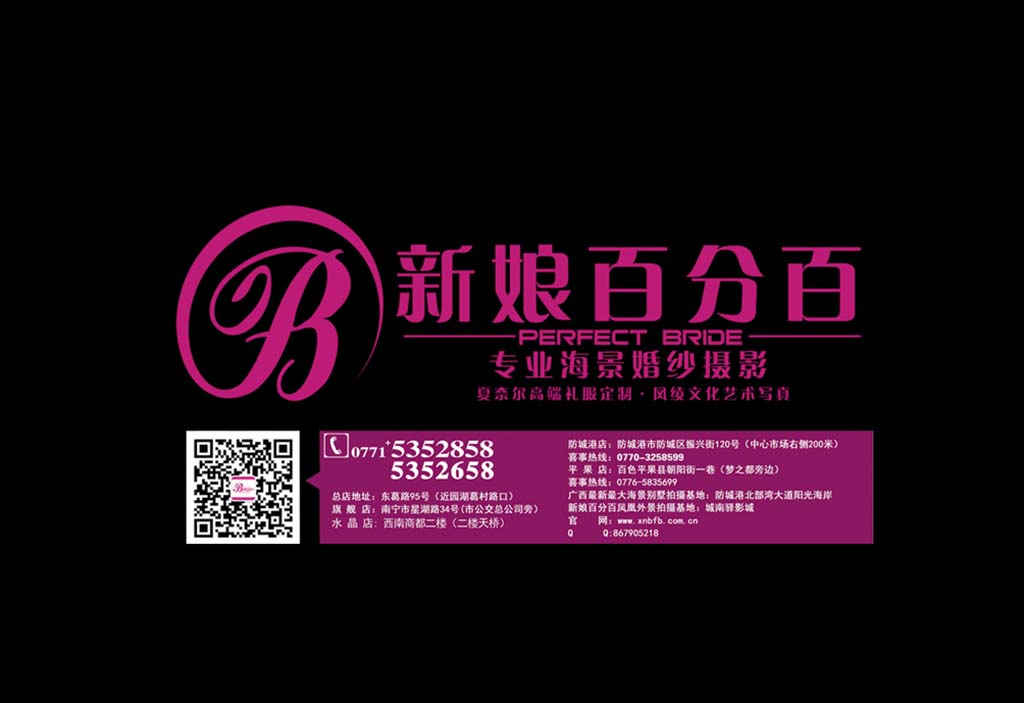 B
新娘百分百
PERFECT BRIDE
专业海景婚纱摄影
夏奈尔高端礼服定制·风绫文化艺术写真
0771+5352858
5352658
总店地址：东葛路95号（近园湖葛村路口）
旗 舰 店：南宁市星湖路34号(市公交总公司旁)
水 晶 店：西南商都二楼（二楼天桥）
防城港店：防城港市防城区振兴街120号（中心市场右侧200米）
喜事热线：0770-3258599
平 果 店：百色平果县朝阳街一巷（梦之都旁边）
喜事热线：0776-5835699
广西最新最大海景别墅拍摄基地：防城港北部湾大道阳光海岸
新娘百分百凤凰外景拍摄基地：城南驿影城
官 网：www.xnbfb.com.cn
Q Q:867905218